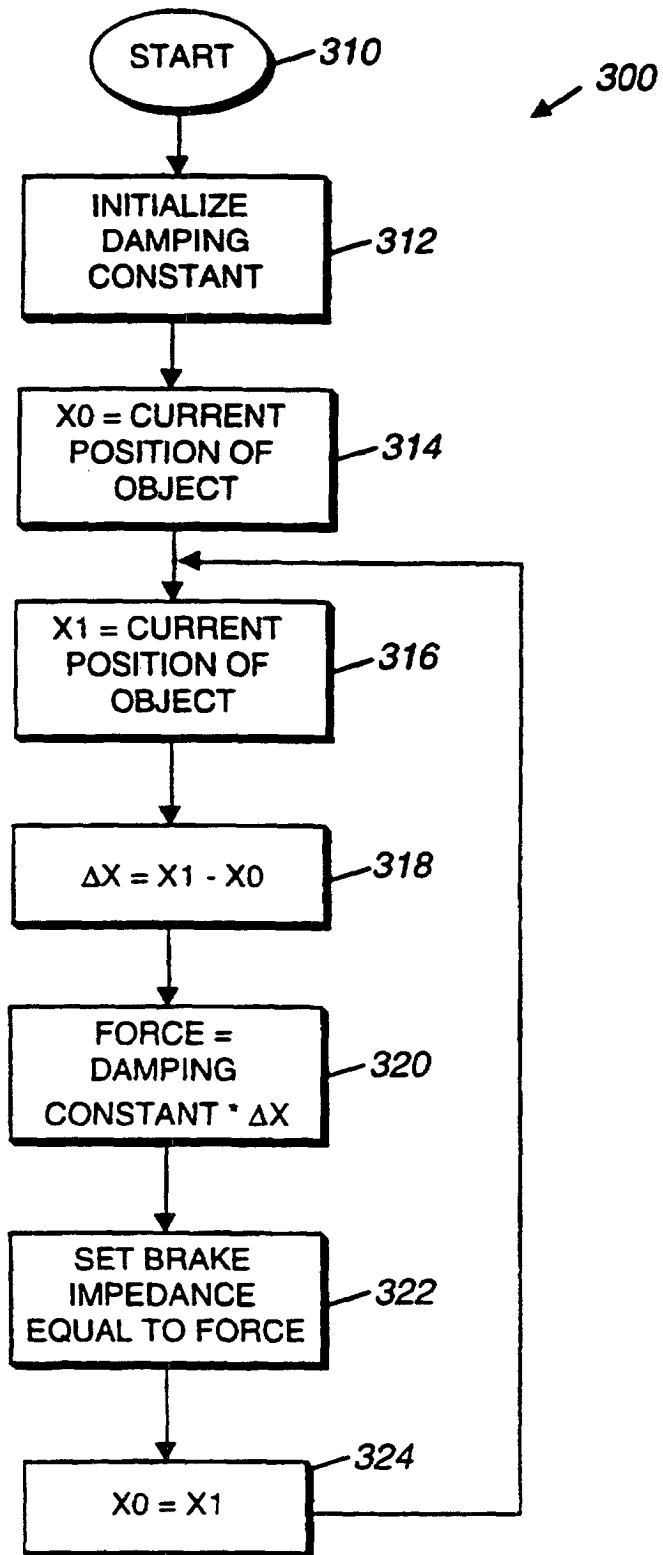 START
310
300
INITIALIZE
DAMPING
CONSTANT
312
X0 = CURRENT
POSITION OF
OBJECT
314
X1 = CURRENT
POSITION OF
OBJECT
316
ΔX = X1 - X0
318
FORCE =
DAMPING
CONSTANT * ΔX
320
SET BRAKE
IMPEDANCE
EQUAL TO FORCE
322
324
X0 = X1